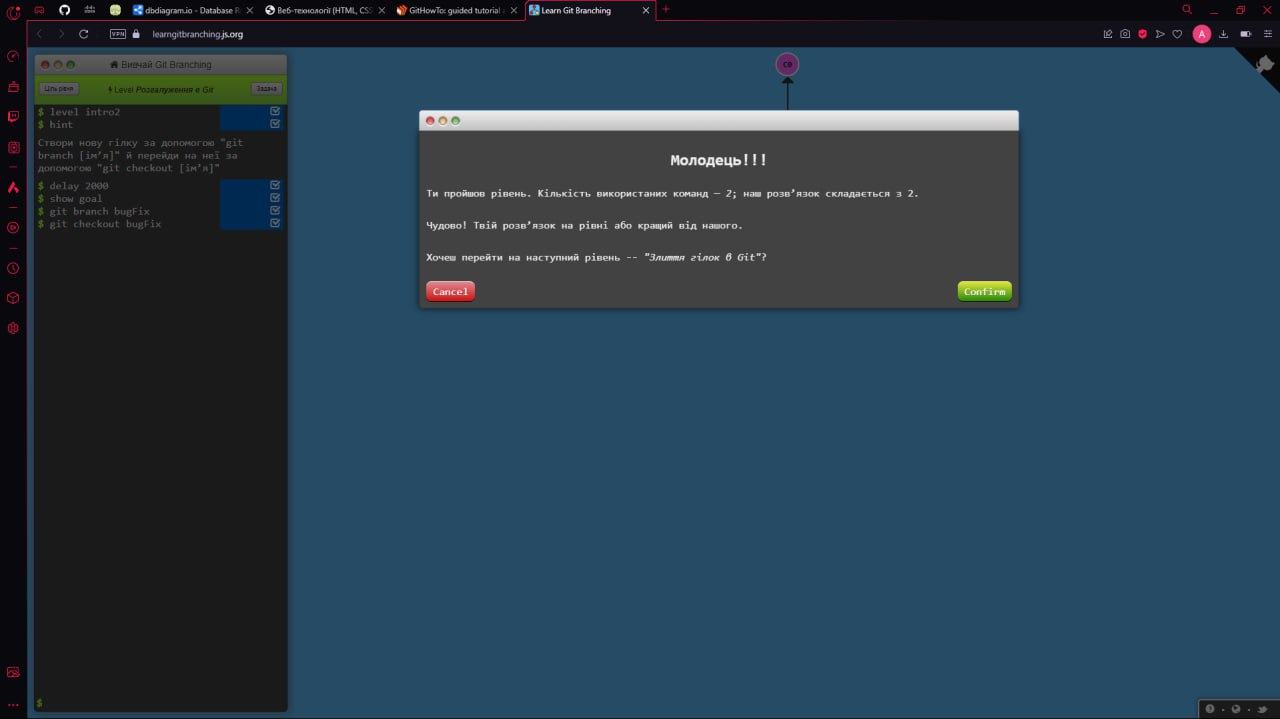 dbdiagram.io - Database R
Веб-технології (HTML, CSS
GitHowTo: guided tutorial
Learn Git Branching
VPN
learngitbranching.js.org
A
Вивчай Git Branching
Ціль рівня
Level Розгалуження в Git
Задача
$ level intro2
$ hint
Створи нову гілку за допомогою "git
branch [ім’я]" й перейди на неї за
допомогою "git checkout [ім’я]"
$ delay 2000
$ show goal
$ git branch bugFix
$ git checkout bugFix
$
C0
Молодець!!!
Ти пройшов рівень. Кількість використаних команд – 2; наш розв’язок складається з 2.
Чудово! Твій розв’язок на рівні або кращий від нашого.
Хочеш перейти на наступний рівень -- "Злиття гілок в Git"?
Cancel
Confirm